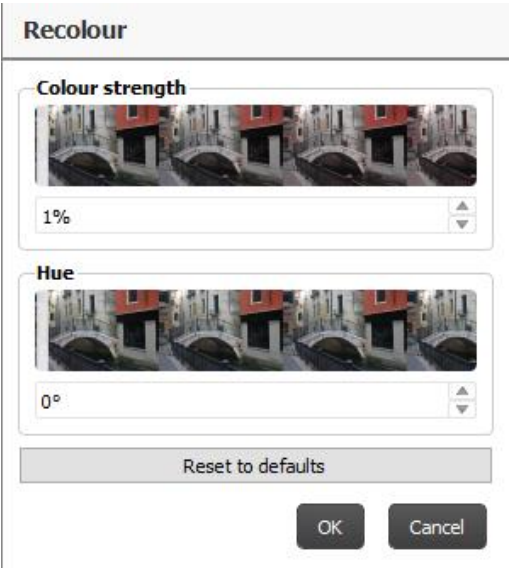 Recolour
Colour strength
1%
Hue
0°
Reset to defaults
OK
Cancel